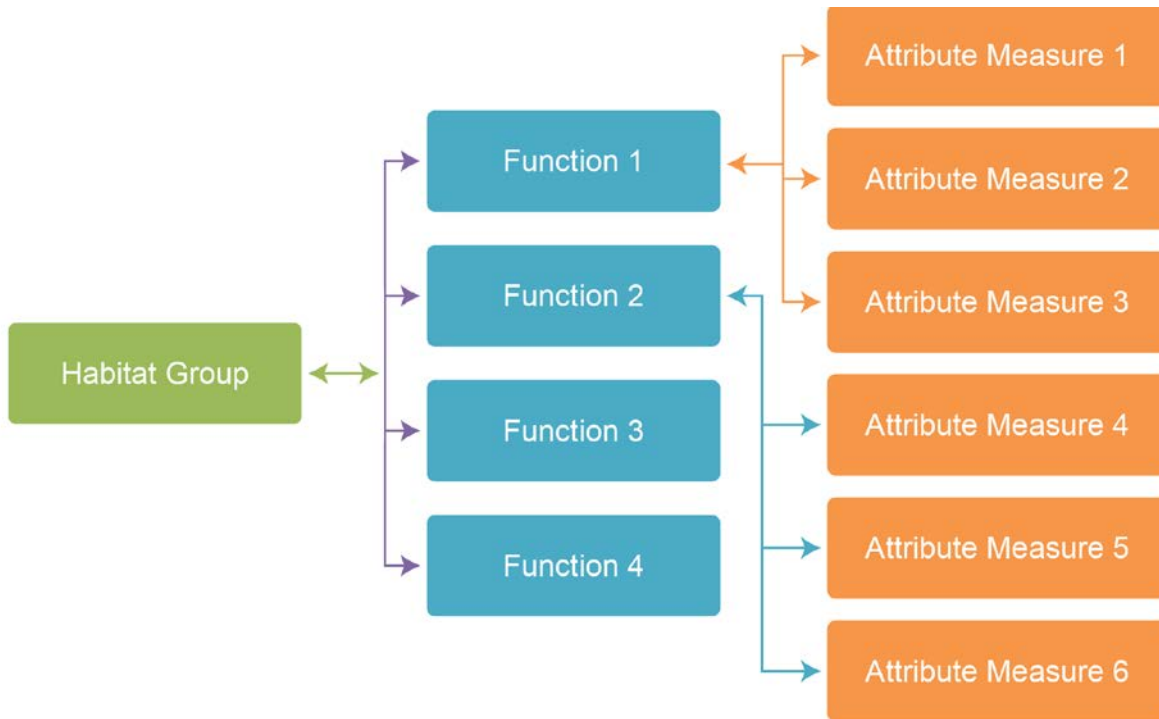 Habitat Group
Function 1
Function 2
Function 3
Function 4
Attribute Measure 1
Attribute Measure 2
Attribute Measure 3
Attribute Measure 4
Attribute Measure 5
Attribute Measure 6